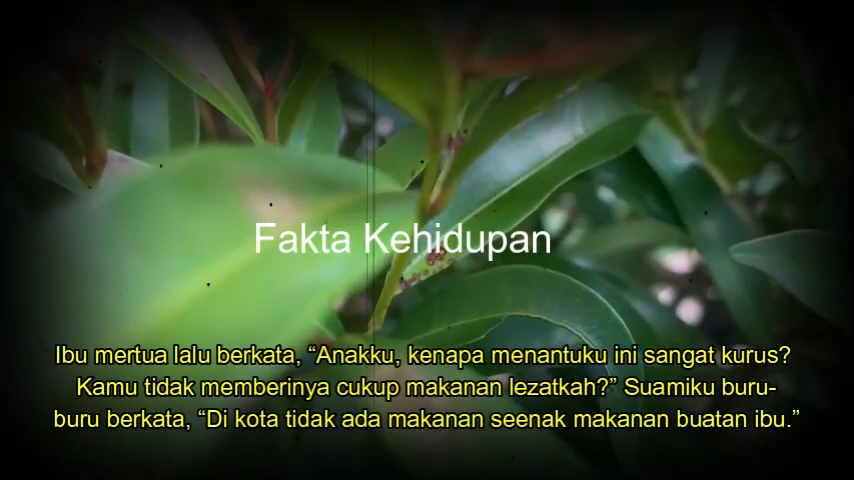 Fakta Kehidupan
Ibu mertua lalu berkata, “Anakku, kenapa menantuku ini sangat kurus?
Kamu tidak memberinya cukup makanan lezatkah?” Suamiku buru-
buru berkata, “Di kota tidak ada makanan seenak makanan buatan ibu.”